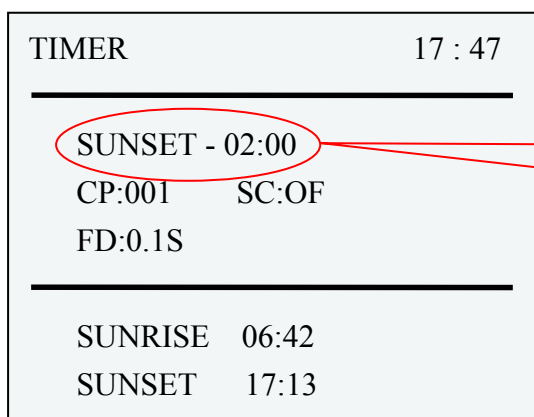 TIMER 17 : 47
SUNSET - 02:00
CP:001 SC:OF
FD:0.1S
SUNRISE 06:42
SUNSET 17:13